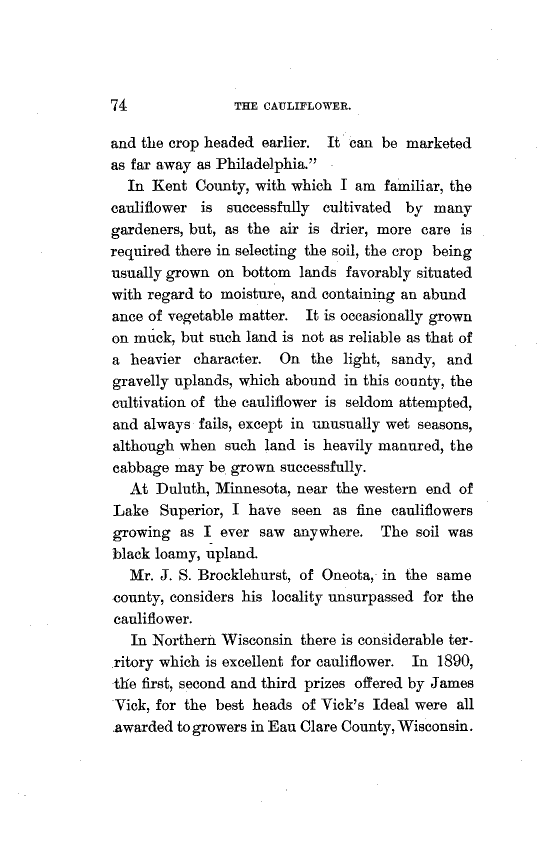 74 THE CAULIFLOWER.
and the crop headed earlier. It can be marketed
as far away as Philadelphia.”
In Kent County, with which I am familiar, the
cauliflower is successfully cultivated by many
gardeners, but, as the air is drier, more care is
required there in selecting the soil, the crop being
usually grown on bottom lands favorably situated
with regard to moisture, and containing an abund
ance of vegetable matter. It is occasionally grown
on muck, but such land is not as reliable as that of
a heavier character. On the light, sandy, and
gravelly uplands, which abound in this county, the
cultivation of the cauliflower is seldom attempted,
and always fails, except in unusually wet seasons,
although when such land is heavily manured, the
cabbage may be grown successfully.
At Duluth, Minnesota, near the western end of
Lake Superior, I have seen as fine cauliflowers
growing as I ever saw anywhere. The soil was
black loamy, upland.
Mr. J. S. Brocklehurst, of Oneota, in the same
county, considers his locality unsurpassed for the
cauliflower.
In Northern Wisconsin there is considerable ter-
ritory which is excellent for cauliflower. In 1890,
the first, second and third prizes offered by James
Vick, for the best heads of Vick's Ideal were all
awarded to growers in Eau Clare County, Wisconsin.